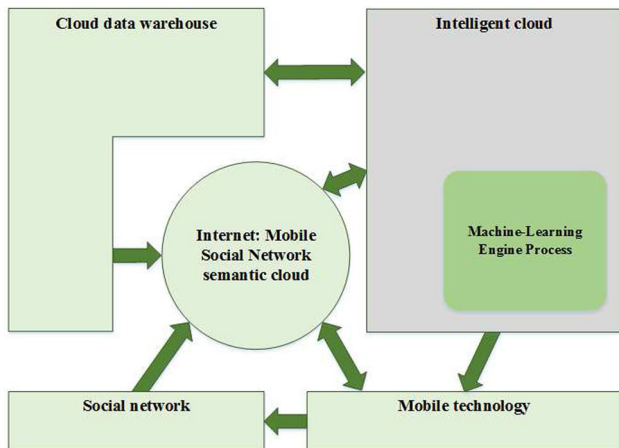 Cloud data warehouse
Intelligent cloud
Internet: Mobile
Social Network
semantic cloud
Machine-Learning
Engine Process
Social network
Mobile technology